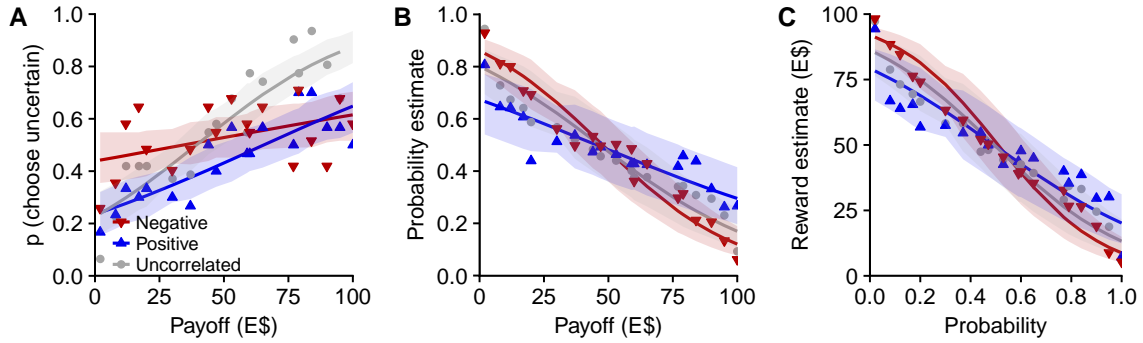 A
p (choose uncertain)
1.0
0.8
0.6
0.4
0.2
0.0
Negative
Positive
Uncorrelated
0
25
50
75
100
Payoff (E$)
B
Probability estimate
1.0
0.8
0.6
0.4
0.2
0.0
0
25
50
75
100
Payoff (E$)
C
Reward estimate (E$)
100
75
50
25
0
0.0
0.2
0.4
0.6
0.8
1.0
Probability